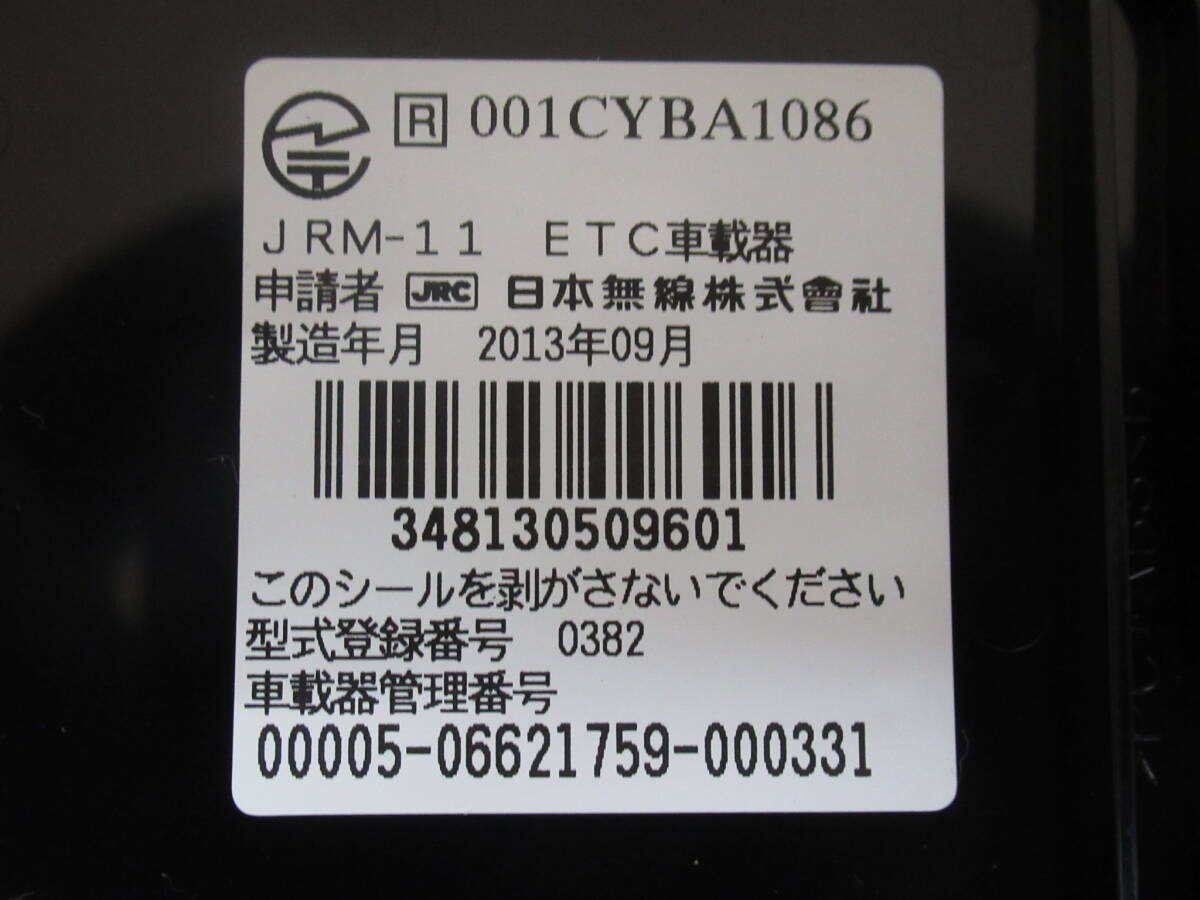 R 001CYBA1086
JRM-11 ETC車載器
申請者 JRC 日本無線株式會社
製造年月 2013年09月
348130509601
このシールを剥がさないでください
型式登録番号 0382
車載器管理番号
00005-06621759-000331